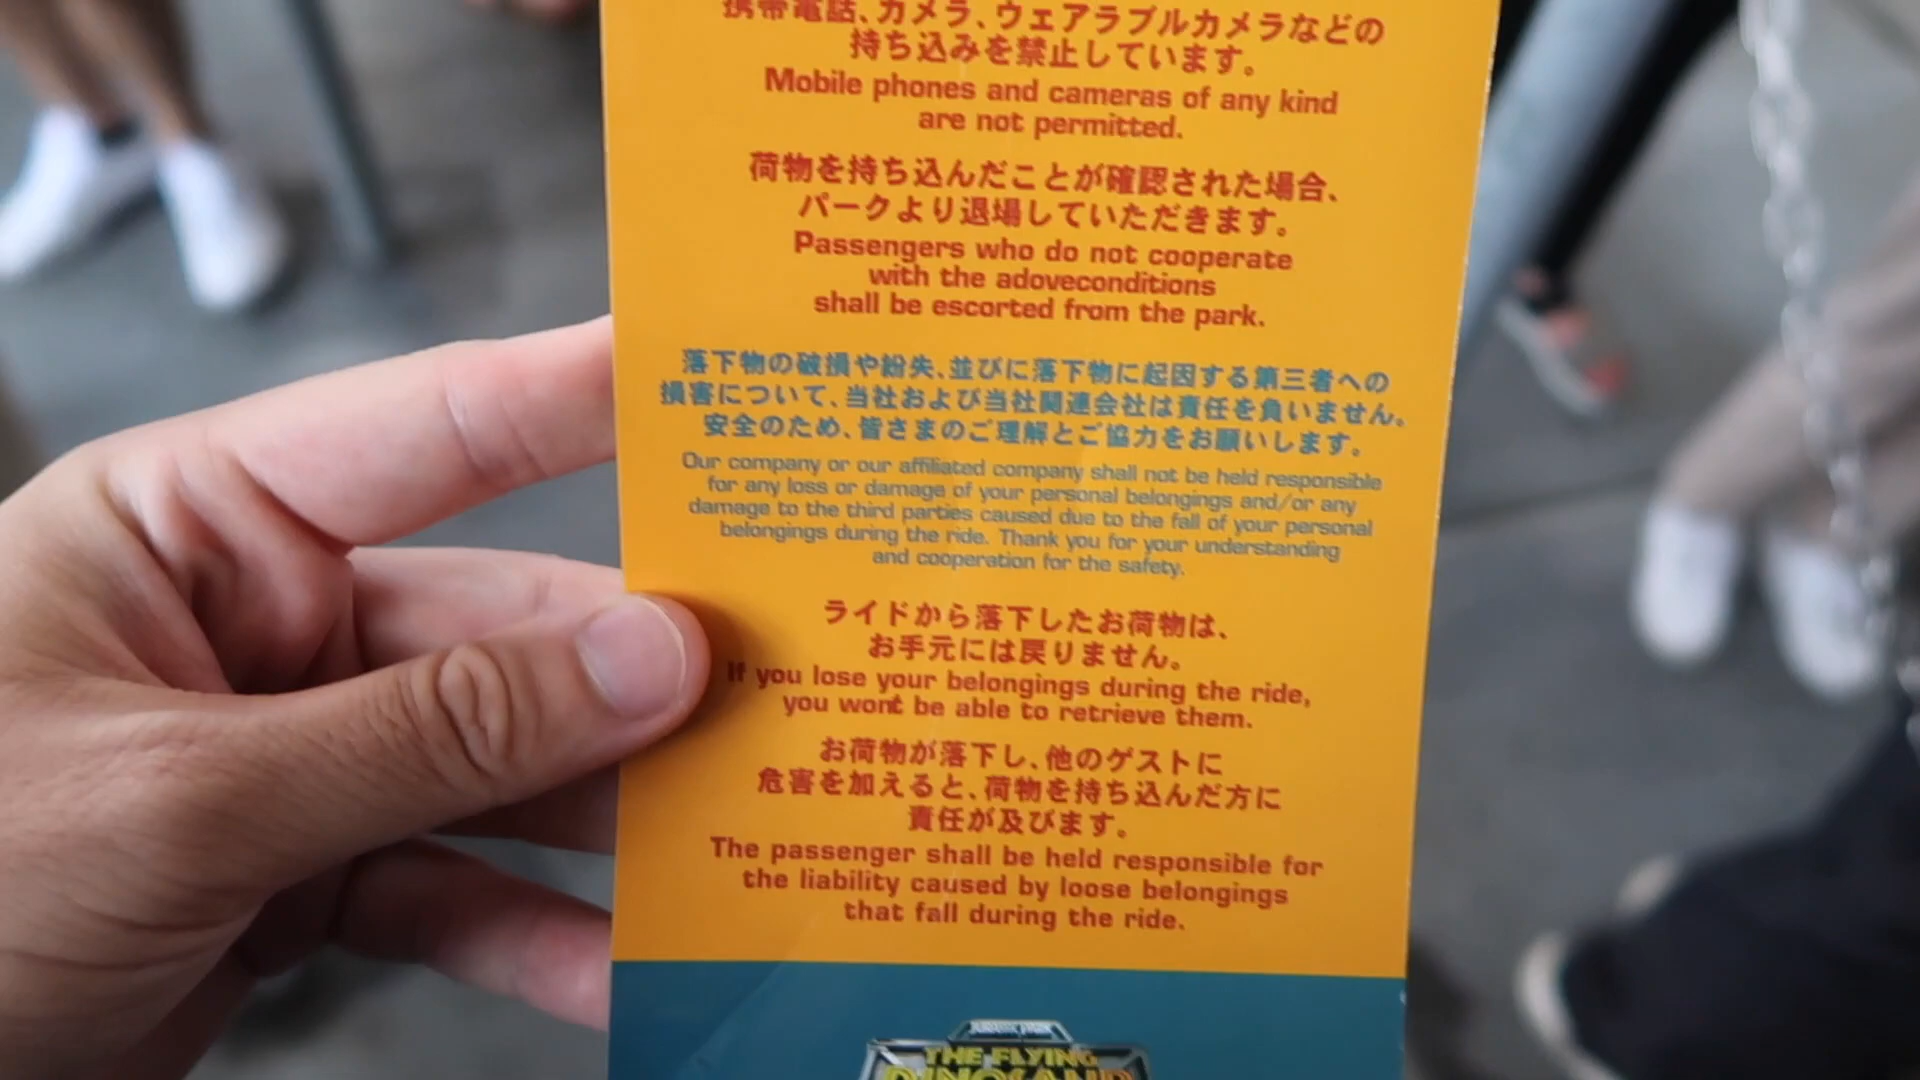 携帯電話、カメラ、ウェアラブルカメラなどの
持ち込みを禁止しています。
Mobile phones and cameras of any kind
are not permitted.
荷物を持ち込んだことが確認された場合、
パークより退場していただきます。
Passengers who do not cooperate
with the adoveconditions
shall be escorted from the park.
落下物の破損や紛失、並びに落下物に起因する第三者への
損害について、当社および当社関連会社は責任を負いません。
安全のため、皆さまのご理解とご協力をお願いします。
Our company or our affiliated company shall not be held responsible
for any loss or damage of your personal belongings and/or any
damage to the third parties caused due to the fall of your personal
belongings during the ride. Thank you for your understanding
and cooperation for the safety.
ライドから落下したお荷物は、
お手元には戻りません。
If you lose your belongings during the ride,
you won't be able to retrieve them.
お荷物が落下し、他のゲストに
危害を加えると、荷物を持ち込んだ方に
責任が及びます。
The passenger shall be held responsible for
the liability caused by loose belongings
that fall during the ride.
JURASSIC PARK
THE FLYING
DINOSAUR